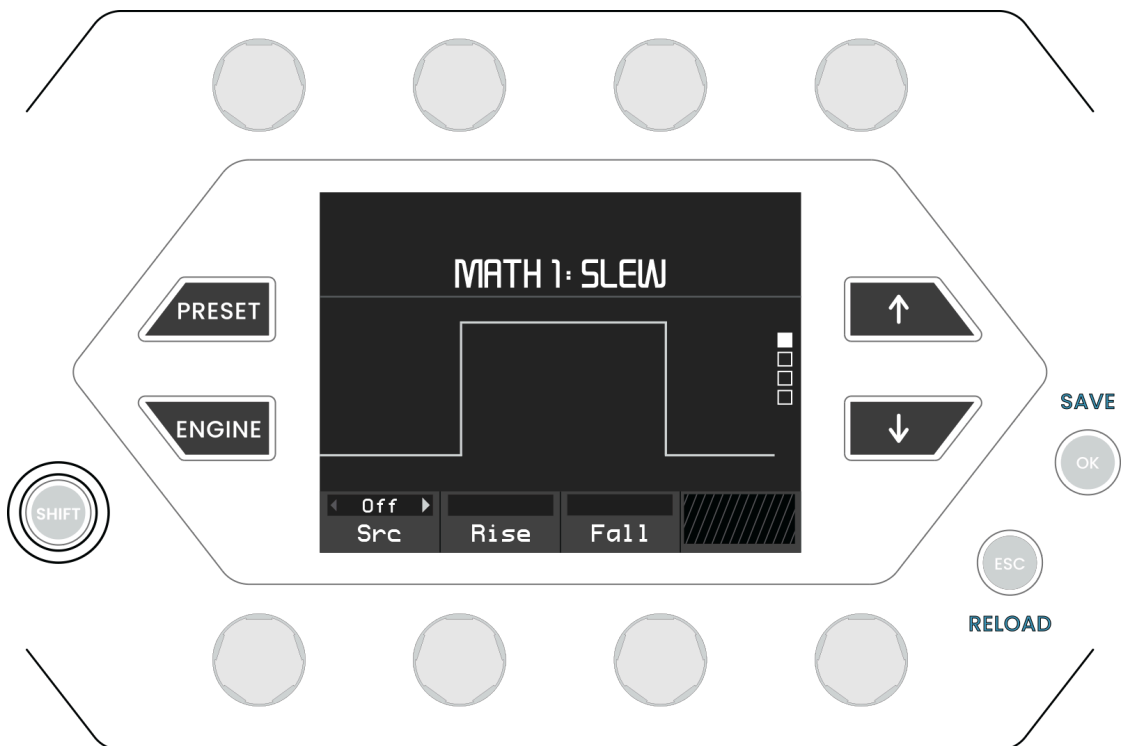 MATH 1: SLEW
PRESET
↑
ENGINE
↓
SAVE
OK
SHIFT
Off
Src
Rise
Fall
ESC
RELOAD